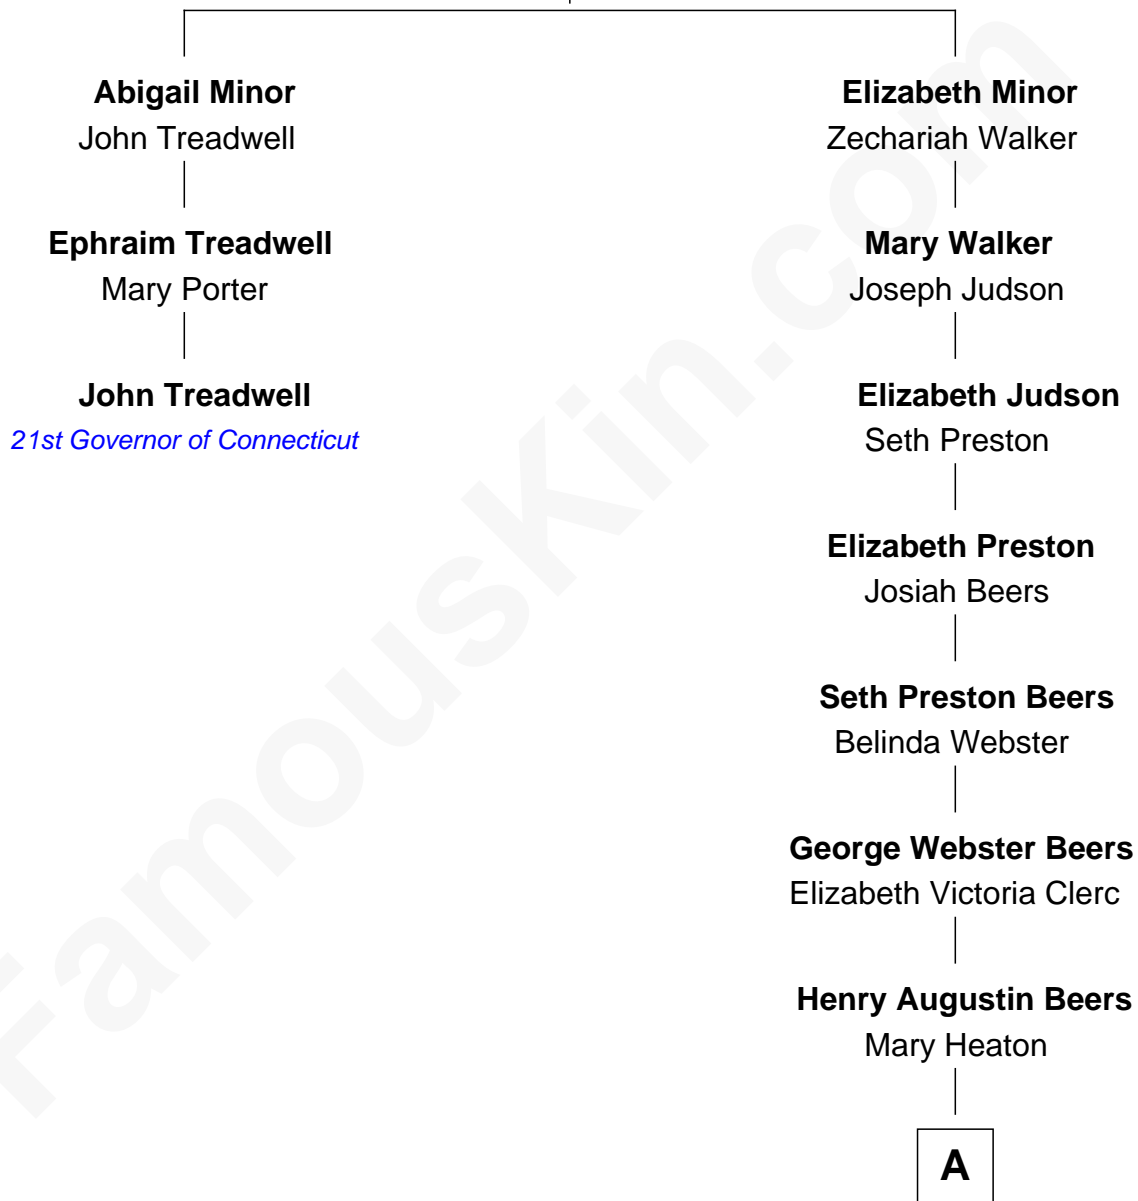 Abigail Minor
John Treadwell
Ephraim Treadwell
Mary Porter
John Treadwell
21st Governor of Connecticut
Elizabeth Minor
Zechariah Walker
Mary Walker
Joseph Judson
Elizabeth Judson
Seth Preston
Elizabeth Preston
Josiah Beers
Seth Preston Beers
Belinda Webster
George Webster Beers
Elizabeth Victoria Clerc
Henry Augustin Beers
Mary Heaton
A
FamousKin.com